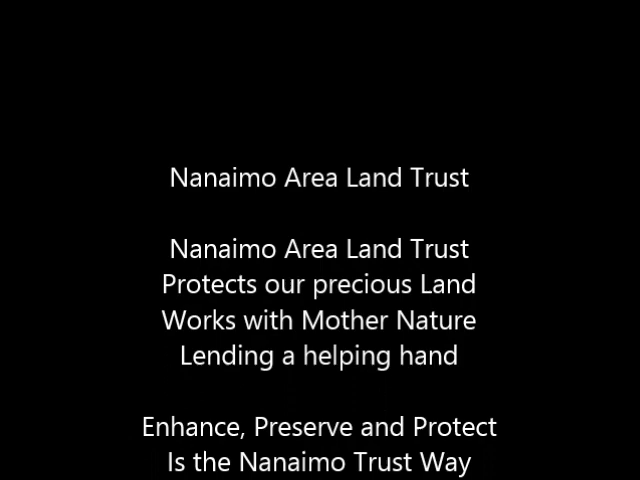 Nanaimo Area Land Trust
Nanaimo Area Land Trust
Protects our precious Land
Works with Mother Nature
Lending a helping hand
Enhance, Preserve and Protect
Is the Nanaimo Trust Way